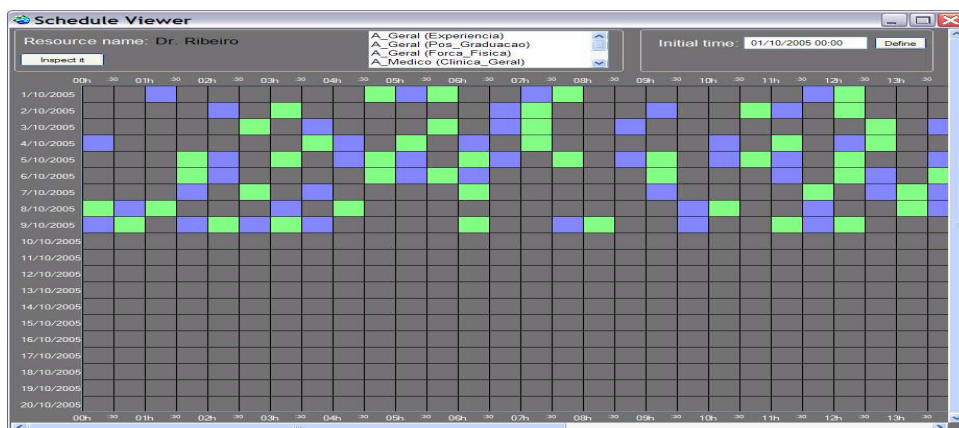 Schedule Viewer
Resource name: Dr. Ribeiro
Inspect it
A_Geral (Experiencia)
A_Geral (Pos_Graduacao)
A_Geral (Forca_Fisica)
A_Medico (Clinica_Geral)
Initial time: 01/10/2005 00:00 Define
00h 30 01h 30 02h 30 03h 30 04h 30 05h 30 06h 30 07h 30 08h 30 09h 30 10h 30 11h 30 12h 30 13h 30
1/10/2005
2/10/2005
3/10/2005
4/10/2005
5/10/2005
6/10/2005
7/10/2005
8/10/2005
9/10/2005
10/10/2005
11/10/2005
12/10/2005
13/10/2005
14/10/2005
15/10/2005
16/10/2005
17/10/2005
18/10/2005
19/10/2005
20/10/2005
00h 30 01h 30 02h 30 03h 30 04h 30 05h 30 06h 30 07h 30 08h 30 09h 30 10h 30 11h 30 12h 30 13h 30